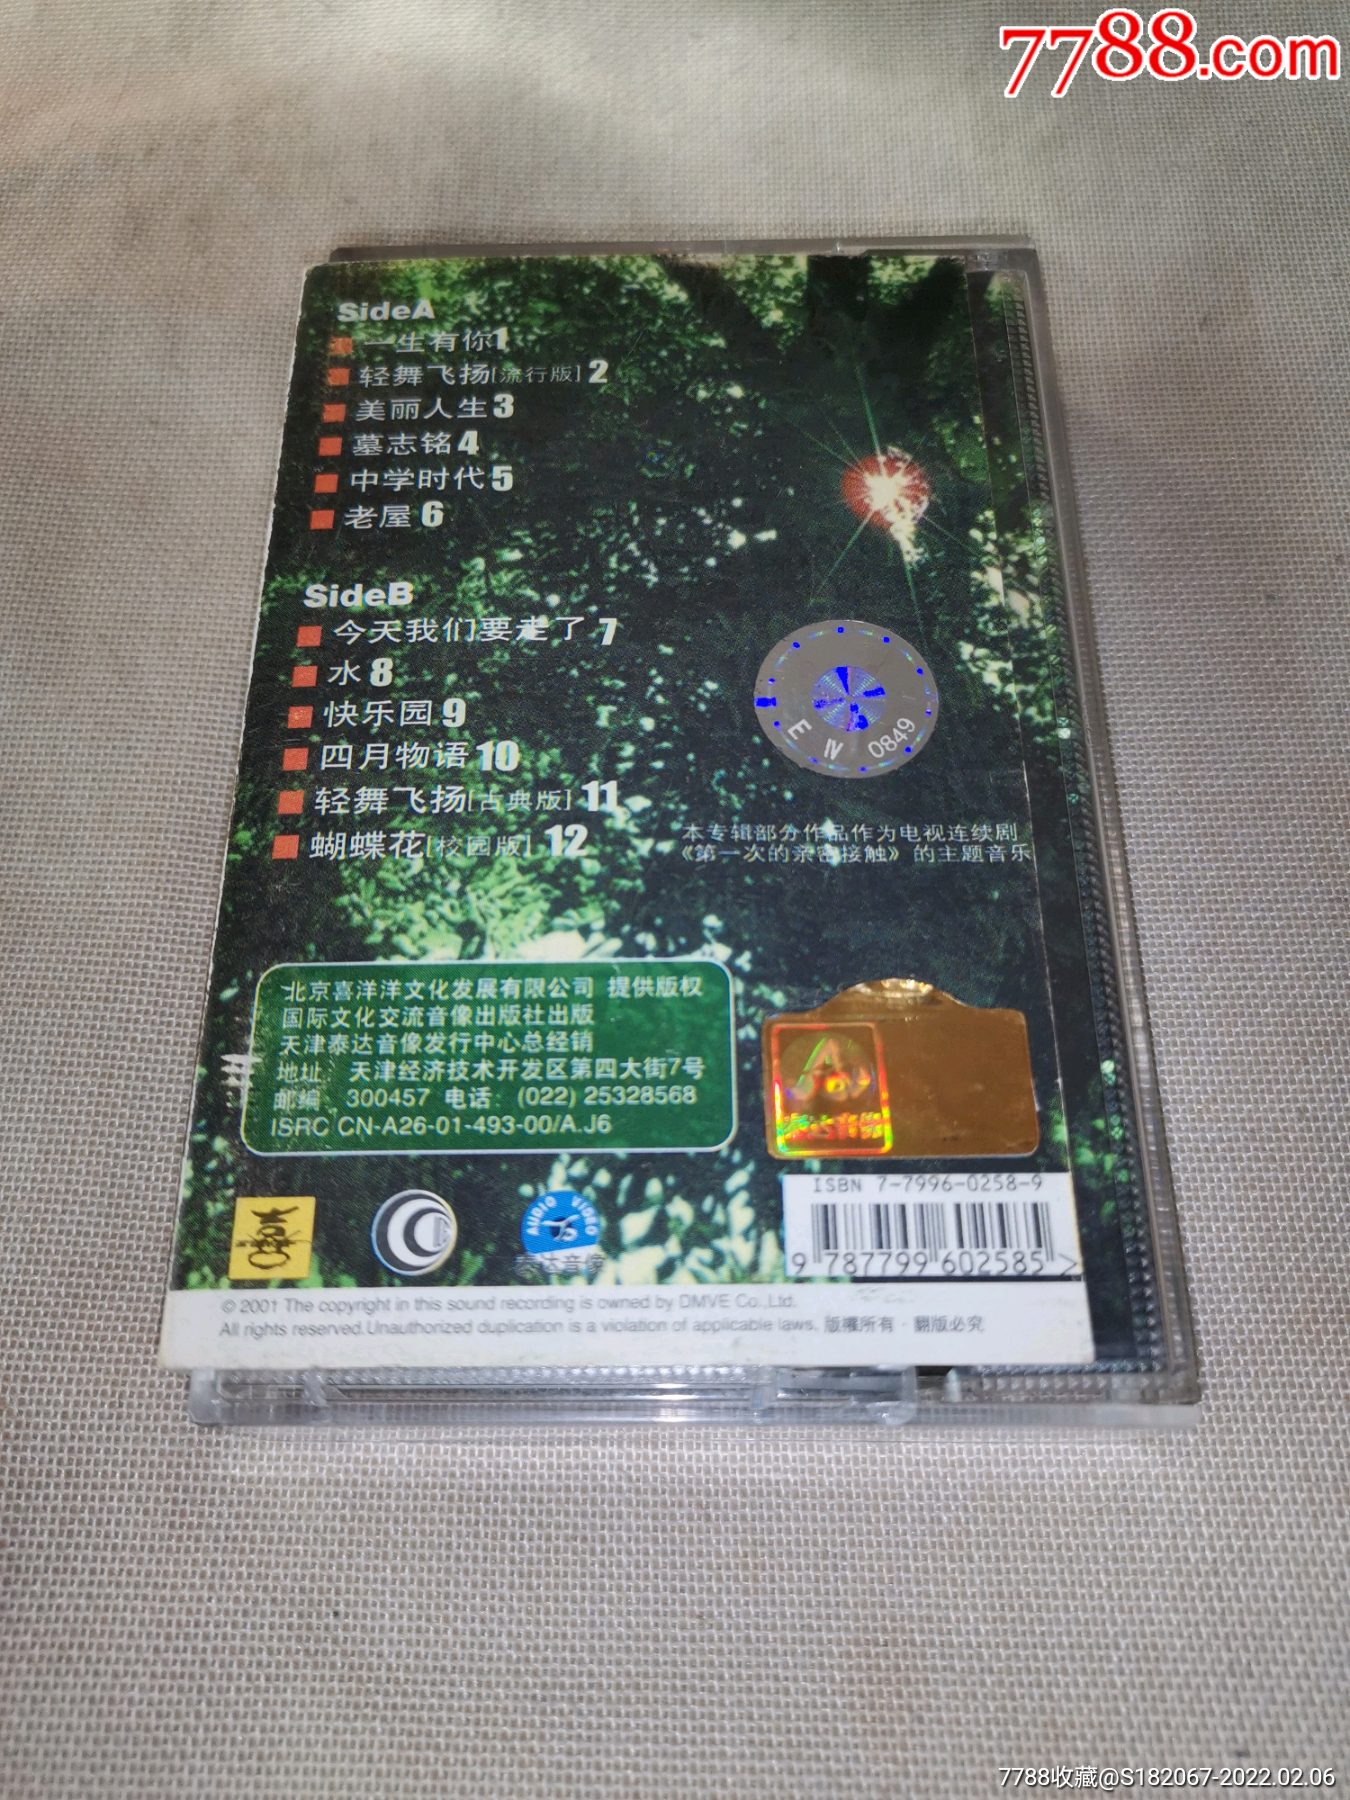 7788.com
SideA
一生有你1
轻舞飞扬[流行版] 2
美丽人生3
墓志铭4
中学时代5
老屋6
SideB
今天我们要走了7
水8
快乐园9
四月物语10
轻舞飞扬[古典版] 11
蝴蝶花[校园版] 12
E IV 0849
本专辑部分作品作为电视连续剧
《第一次的亲密接触》的主题音乐
北京喜洋洋文化发展有限公司 提供版权
国际文化交流音像出版社出版
天津泰达音像发行中心总经销
地址: 天津经济技术开发区第四大街7号
邮编: 300457 电话: (022) 25328568
ISRC CN-A26-01-493-00/A.J6
泰达音像
ISBN 7-7996-0258-9
9 787799 602585 >
AUDIO VIDEO
泰达音像
© 2001 The copyright in this sound recording is owned by DMVE Co.,Ltd.
All rights reserved.Unauthorized duplication is a violation of applicable laws. 版權所有·翻版必究
7788收藏@S182067-2022.02.06